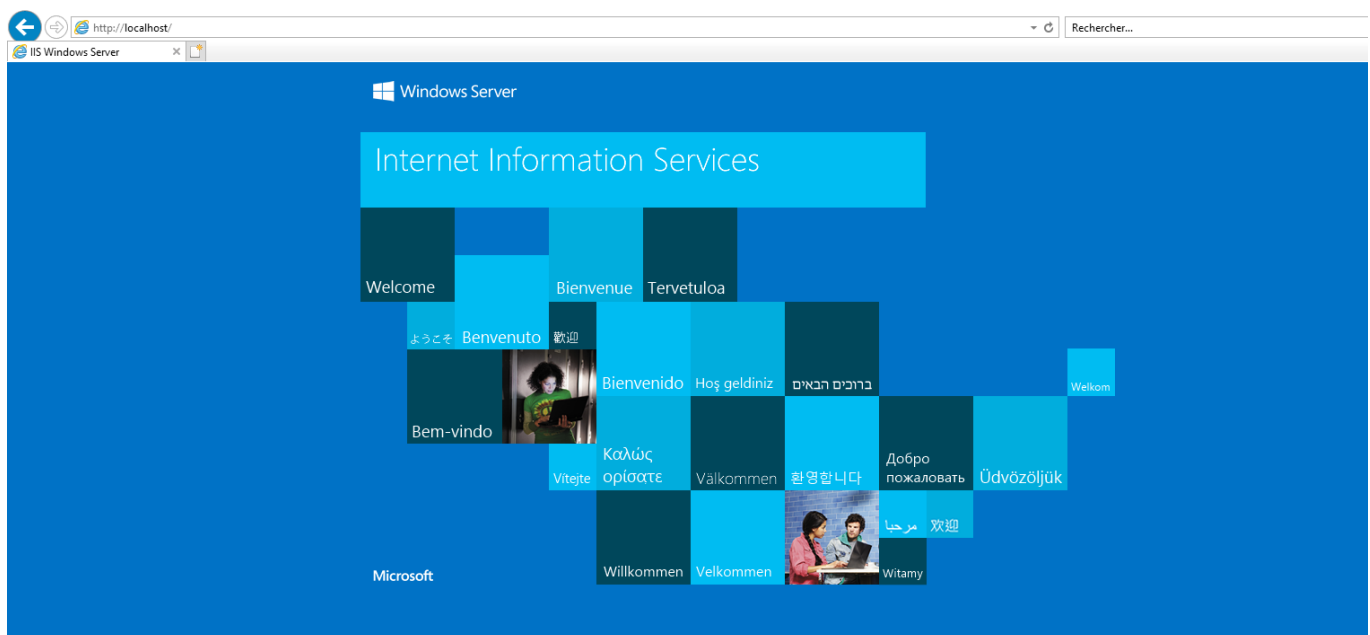 http://localhost/
Rechercher...
IIS Windows Server
Windows Server
Internet Information Services
Welcome
Bienvenue
Tervetuloa
ようこそ
Benvenuto
歡迎
Bienvenido
Hoş geldiniz
ברוכים הבאים
Welkom
Bem-vindo
Vítejte
Καλώς
ορίσατε
Välkommen
환영합니다
Добро
пожаловать
Üdvözöljük
مرحبا
欢迎
Microsoft
Willkommen
Velkommen
Witamy